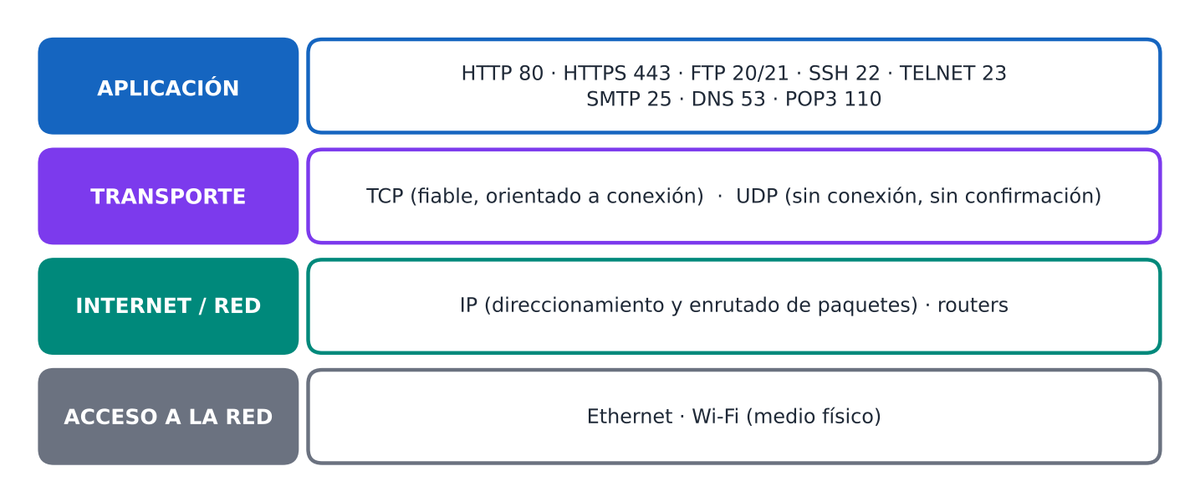 APLICACIÓN
HTTP 80 · HTTPS 443 · FTP 20/21 · SSH 22 · TELNET 23
SMTP 25 · DNS 53 · POP3 110
TRANSPORTE
TCP (fiable, orientado a conexión) · UDP (sin conexión, sin confirmación)
INTERNET / RED
IP (direccionamiento y enrutado de paquetes) · routers
ACCESO A LA RED
Ethernet · Wi-Fi (medio físico)